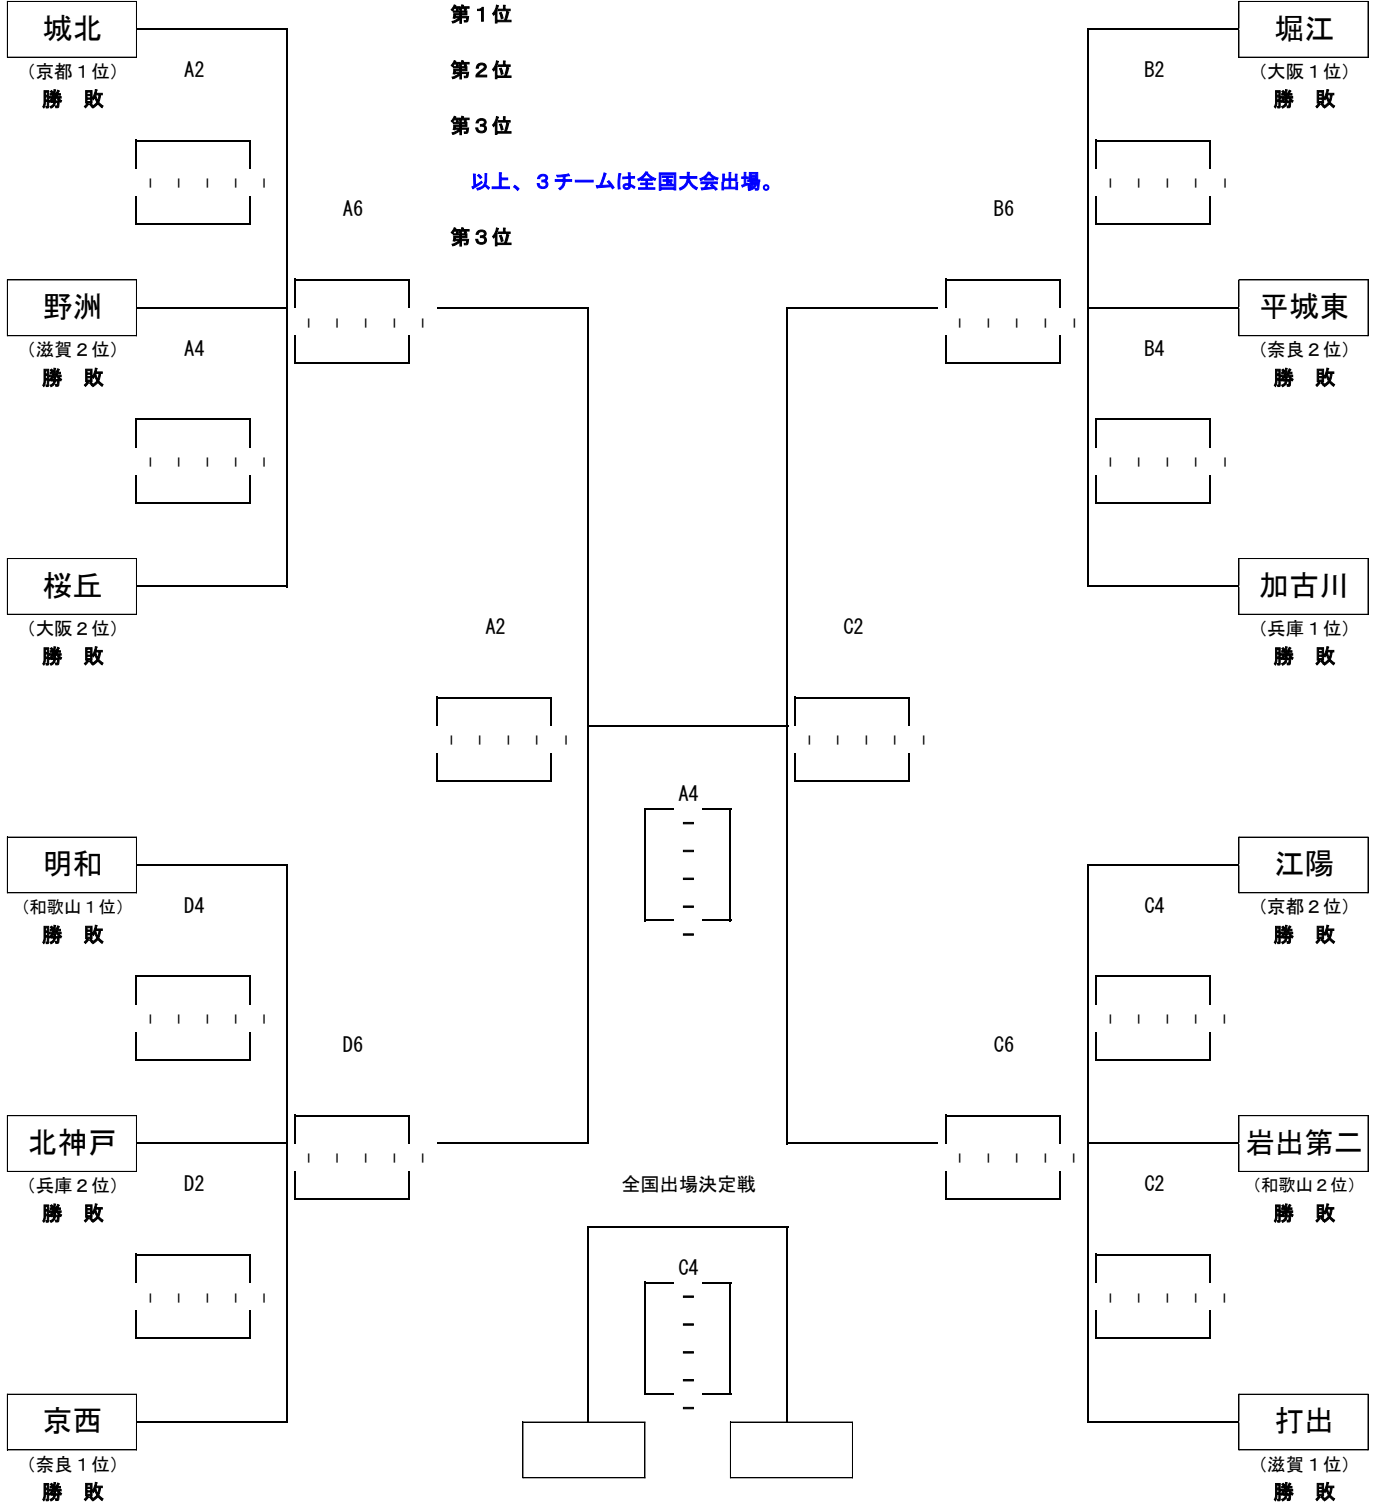 城北
(京都１位)
勝　敗
A2
第１位
第２位
第３位
以上、３チームは全国大会出場。
第３位
堀江
(大阪１位)
勝　敗
B2
A6
B6
野洲
(滋賀２位)
勝　敗
A4
平城東
(奈良２位)
勝　敗
B4
桜丘
(大阪２位)
勝　敗
A2
C2
加古川
(兵庫１位)
勝　敗
A4
－
－
－
－
－
明和
(和歌山１位)
勝　敗
D4
江陽
(京都２位)
勝　敗
C4
D6
C6
北神戸
(兵庫２位)
勝　敗
D2
岩出第二
(和歌山２位)
勝　敗
C2
全国出場決定戦
C4
－
－
－
－
－
京西
(奈良１位)
勝　敗
打出
(滋賀１位)
勝　敗